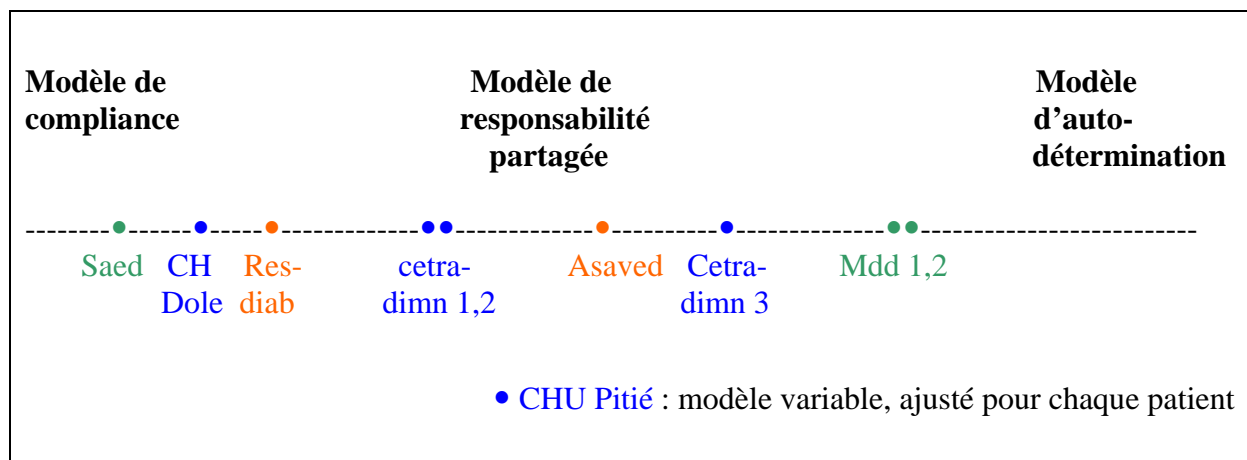 Modèle de Modèle de Modèle
compliance responsabilité d'auto-
partagée détermination
--------•------•-----•-------------••-------------•-----------•---------------••--------------------------
Saed CH Res- cetra- Asaved Cetra- Mdd 1,2
Dole diab dimn 1,2 dimn 3
• CHU Pitié : modèle variable, ajusté pour chaque patient